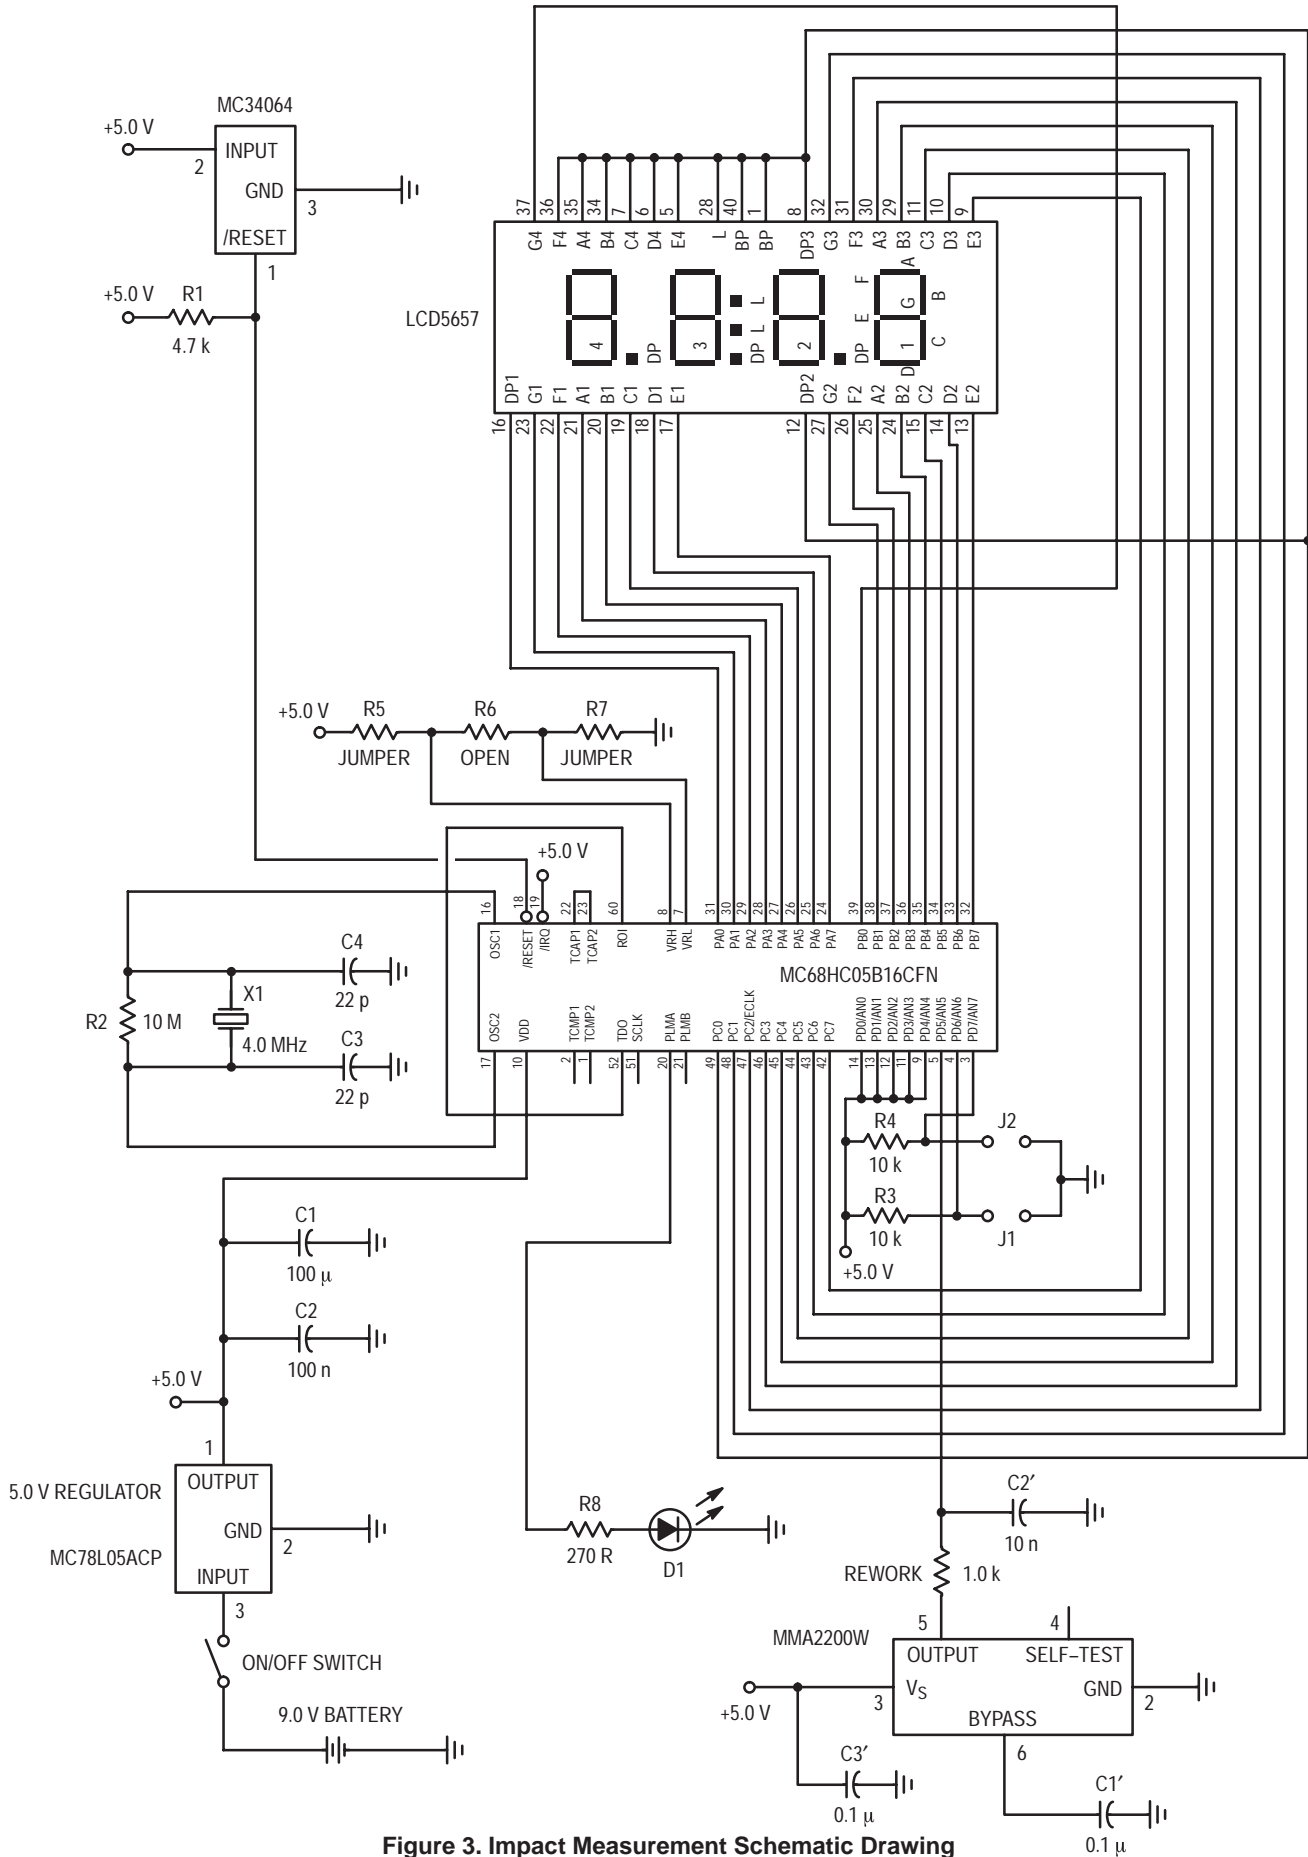 MC34064
+5.0 V
INPUT
2
GND
3
/RESET
1
+5.0 V
R1
4.7 k
37
36
35
34
7
6
5
28
40
1
8
32
31
30
29
11
10
9
G4
F4
A4
B4
C4
D4
E4
L
BP
BP
DP3
G3
F3
A3
B3
C3
D3
E3
LCD5657
4
DP
3
L
L
DP
2
DP
1
A
B
C
D
E
F
G
DP1
G1
F1
A1
B1
C1
D1
E1
DP2
G2
F2
A2
B2
C2
D2
E2
16
23
22
21
20
19
18
17
12
27
26
25
24
15
14
13
+5.0 V
R5
JUMPER
R6
OPEN
R7
JUMPER
+5.0 V
16
18
19
22
23
60
8
7
31
30
29
28
27
26
25
24
39
38
37
36
35
34
33
32
OSC1
/RESET
/IRQ
TCAP1
TCAP2
RDI
VRH
VRL
PA0
PA1
PA2
PA3
PA4
PA5
PA6
PA7
PB0
PB1
PB2
PB3
PB4
PB5
PB6
PB7
MC68HC05B16CFN
OSC2
VDD
TCMP1
TCMP2
TDO
SCLK
PLMA
PLMB
PC0
PC1
PC2/ECLK
PC3
PC4
PC5
PC6
PC7
PD0/AN0
PD1/AN1
PD2/AN2
PD3/AN3
PD4/AN4
PD5/AN5
PD6/AN6
PD7/AN7
17
10
2
1
52
51
20
21
49
48
47
46
45
44
43
42
14
13
12
11
9
5
4
3
R2
10 M
X1
4.0 MHz
C4
22 p
C3
22 p
R4
10 k
J2
R3
10 k
J1
+5.0 V
C1
100 μ
C2
100 n
+5.0 V
1
5.0 V REGULATOR
OUTPUT
GND
2
MC78L05ACP
INPUT
3
ON/OFF SWITCH
9.0 V BATTERY
R8
270 R
D1
C2′
10 n
REWORK
1.0 k
MMA2200W
5
4
OUTPUT
SELF–TEST
+5.0 V
3
VS
GND
2
BYPASS
6
C3′
0.1 μ
C1′
0.1 μ
Figure 3. Impact Measurement Schematic Drawing